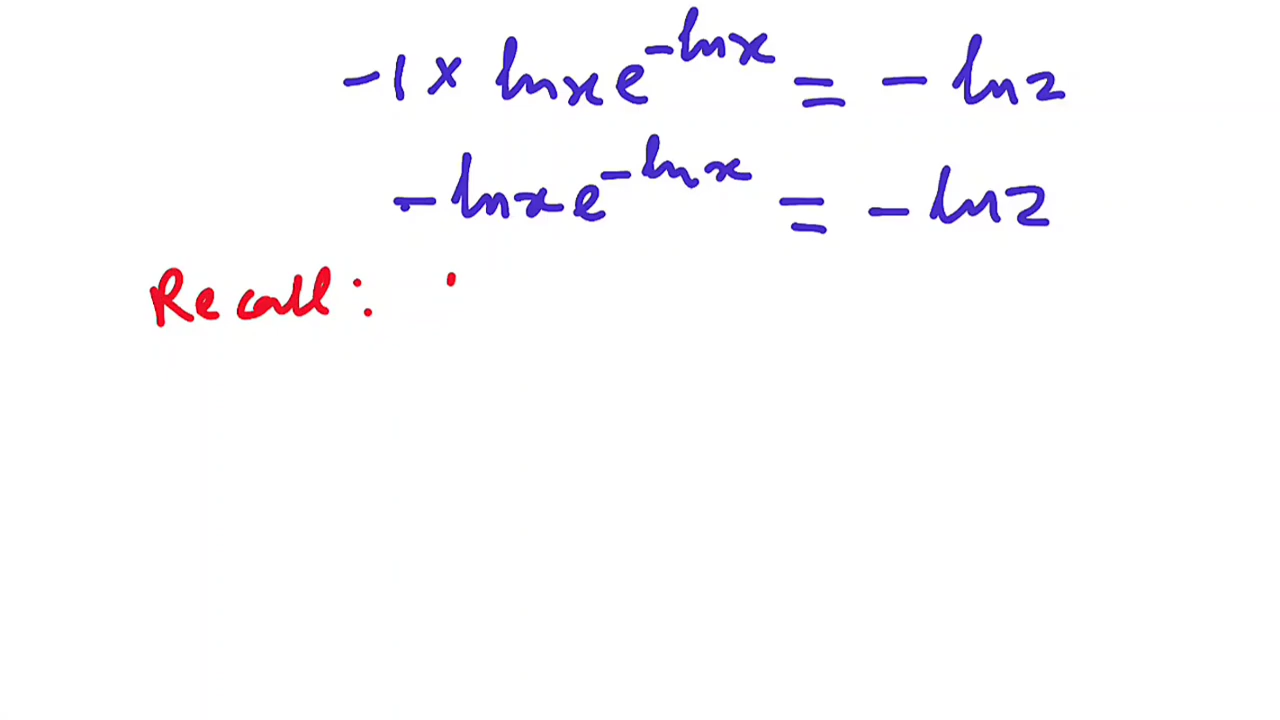 -1 × lnx e^{-lnx} = - ln2
-lnx e^{-lnx} = - ln2
Recall: